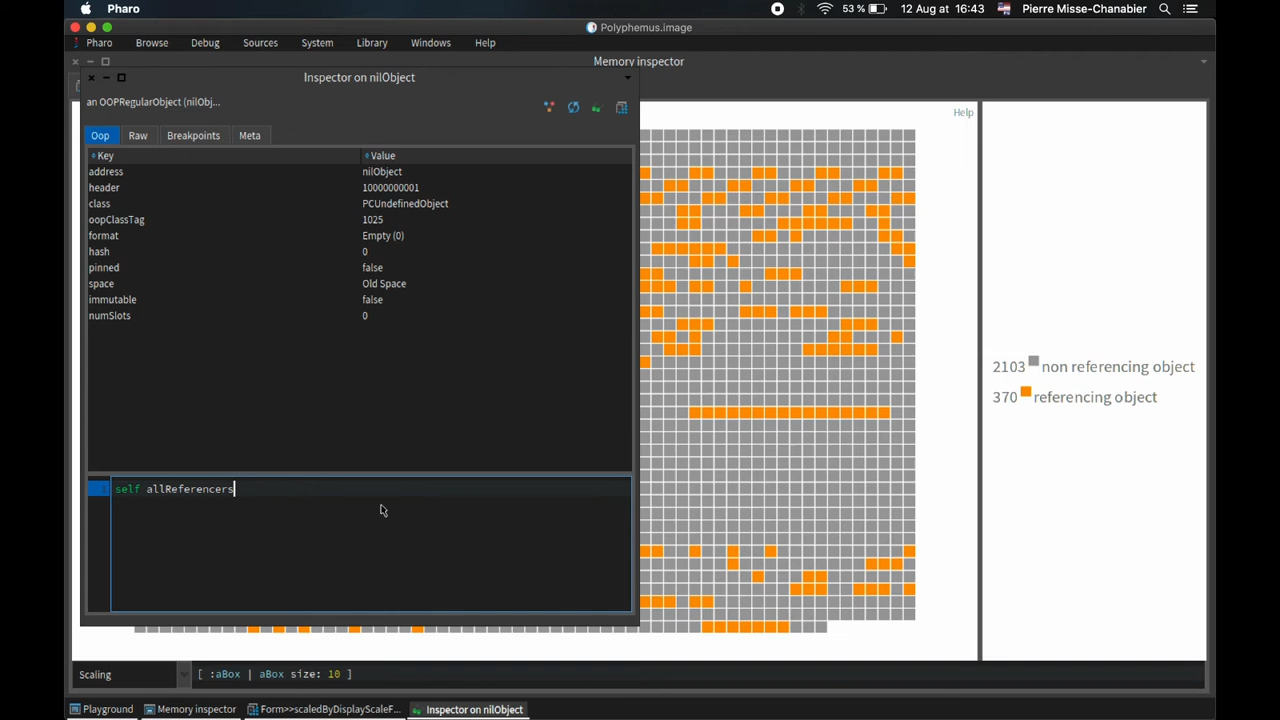 Pharo
53 %
12 Aug at 16:43
Pierre Misse-Chanabier
Polyphemus.image
Pharo Browse Debug Sources System Library Windows Help
Memory inspector
Inspector on nilObject
an OOPRegularObject (nilObj...
Help
Oop Raw Breakpoints Meta
Key Value
address nilObject
header 10000000001
class PCUndefinedObject
oopClassTag 1025
format Empty (0)
hash 0
pinned false
space Old Space
immutable false
numSlots 0
2103 non referencing object
370 referencing object
self allReferencers
Scaling [ :aBox | aBox size: 10 ]
Playground Memory inspector Form>>scaledByDisplayScaleF... Inspector on nilObject